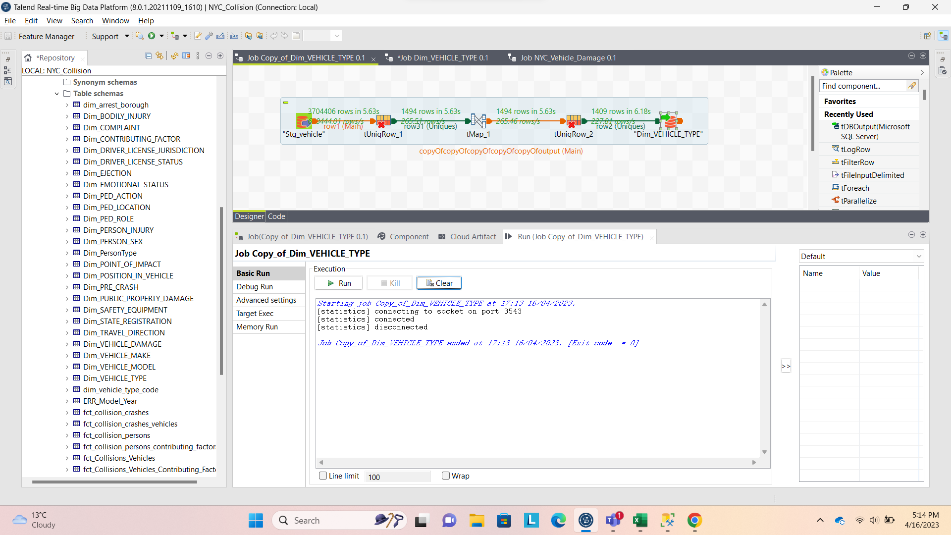 Talend Real-time Big Data Platform (8.0.1.20211109_1610) | NYC_Collision (Connection: Local)
File Edit View Search Window Help
Feature Manager Support
*Repository
LOCAL: NYC Collision
Synonym schemas
Table schemas
dim_arrest_borough
Dim_BODILY_INJURY
Dim_COMPLAINT
Dim_CONTRIBUTING_FACTOR
Dim_DRIVER_LICENSE_JURISDICTION
Dim_DRIVER_LICENSE_STATUS
Dim_EJECTION
Dim_EMOTIONAL_STATUS
Dim_PED_ACTION
Dim_PED_LOCATION
Dim_PED_ROLE
Dim_PERSON_INJURY
Dim_PERSON_SEX
Dim_PersonType
Dim_POINT_OF_IMPACT
Dim_POSITION_IN_VEHICLE
Dim_PRE_CRASH
Dim_PUBLIC_PROPERTY_DAMAGE
Dim_SAFETY_EQUIPMENT
Dim_STATE_REGISTRATION
Dim_TRAVEL_DIRECTION
Dim_VEHICLE_DAMAGE
Dim_VEHICLE_MAKE
Dim_VEHICLE_MODEL
Dim_VEHICLE_TYPE
dim_vehicle_type_code
ERR_Model_Year
fct_collision_crashes
fct_collision_crashes_vehicles
fct_collision_persons
fct_collision_persons_contributing_factor
fct_Collisions_Vehicles
fct_Collisions_Vehicles_Contributing_Fact
Job Copy_of_Dim_VEHICLE_TYPE 0.1 *Job Dim_VEHICLE_TYPE 0.1 Job NYC_Vehicle_Damage 0.1
3704406 rows in 5.63s 1494 rows in 5.63s 1494 rows in 5.63s 1409 rows in 6.18s
row1 (Main) row31 (Uniques) 265.46 rows/s row2 (Uniques)
"Stg_vehicle" tUniqRow_1 tMap_1 tUniqRow_2 "Dim_VEHICLE_TYPE"
copyOfcopyOfcopyOfcopyOfcopyOfoutput (Main)
Designer Code
Palette
Find component...
Favorites
Recently Used
tDBOutput(Microsoft SQL Server)
tLogRow
tFilterRow
tFileInputDelimited
tForeach
tParallelize
Job(Copy_of_Dim_VEHICLE_TYPE 0.1) Component Cloud Artifact Run (Job Copy_of_Dim_VEHICLE_TYPE)
Job Copy_of_Dim_VEHICLE_TYPE
Basic Run
Debug Run
Advanced settings
Target Exec
Memory Run
Execution
Run Kill Clear
Starting job Copy_of_Dim_VEHICLE_TYPE at 17:13 16/04/2023.
[statistics] connecting to socket on port 3543
[statistics] connected
[statistics] disconnected
Job Copy_of_Dim_VEHICLE_TYPE ended at 17:13 16/04/2023. [Exit code = 0]
Line limit 100 Wrap
>>
Default
Name Value
13°C
Cloudy
Search
1
5:14 PM
4/16/2023